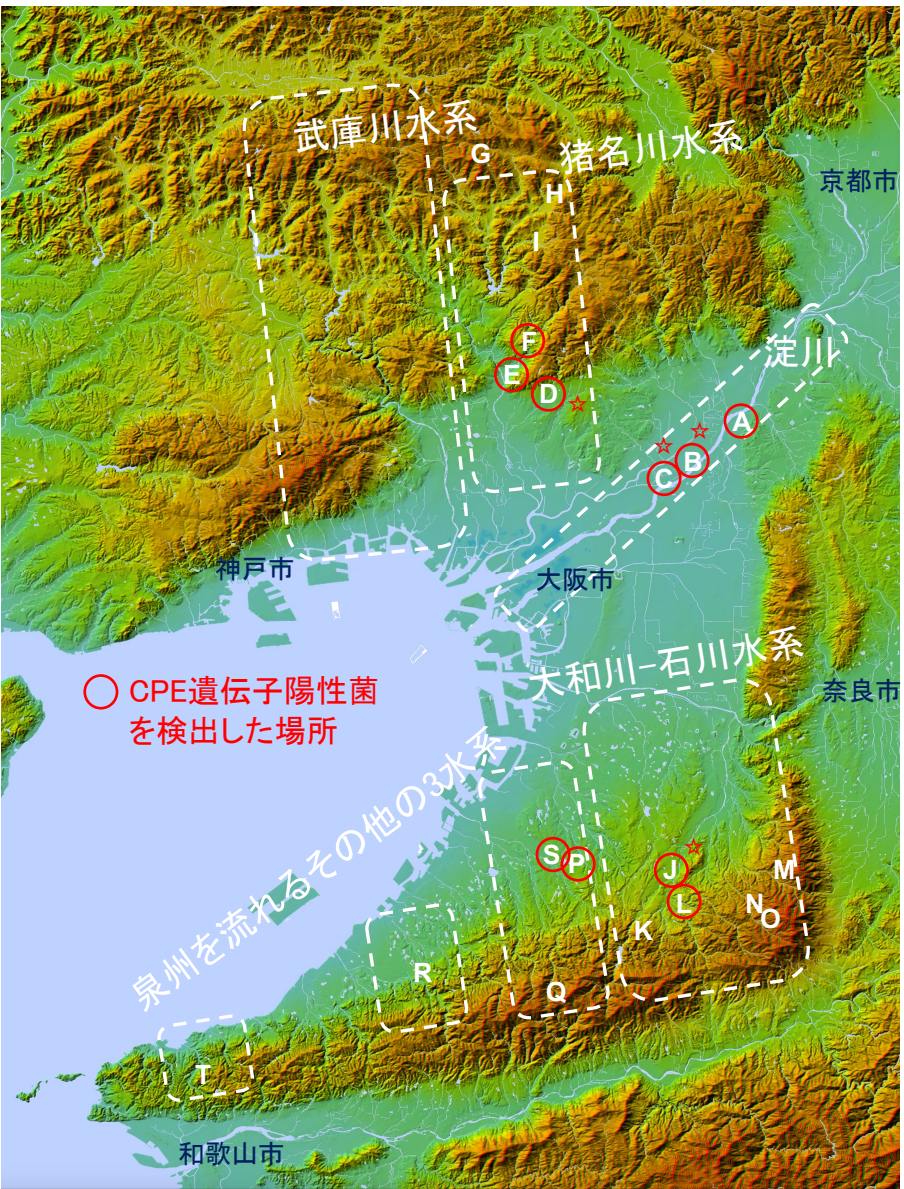 武庫川水系
G
猪名川水系
京都市
H
I
F
淀川
E
D
A
B
C
神戸市
大阪市
大和川−石川水系
奈良市
CPE遺伝子陽性菌
を検出した場所
泉州を流れるその他の3水系
S
P
J
M
L
N
O
K
R
Q
T
和歌山市